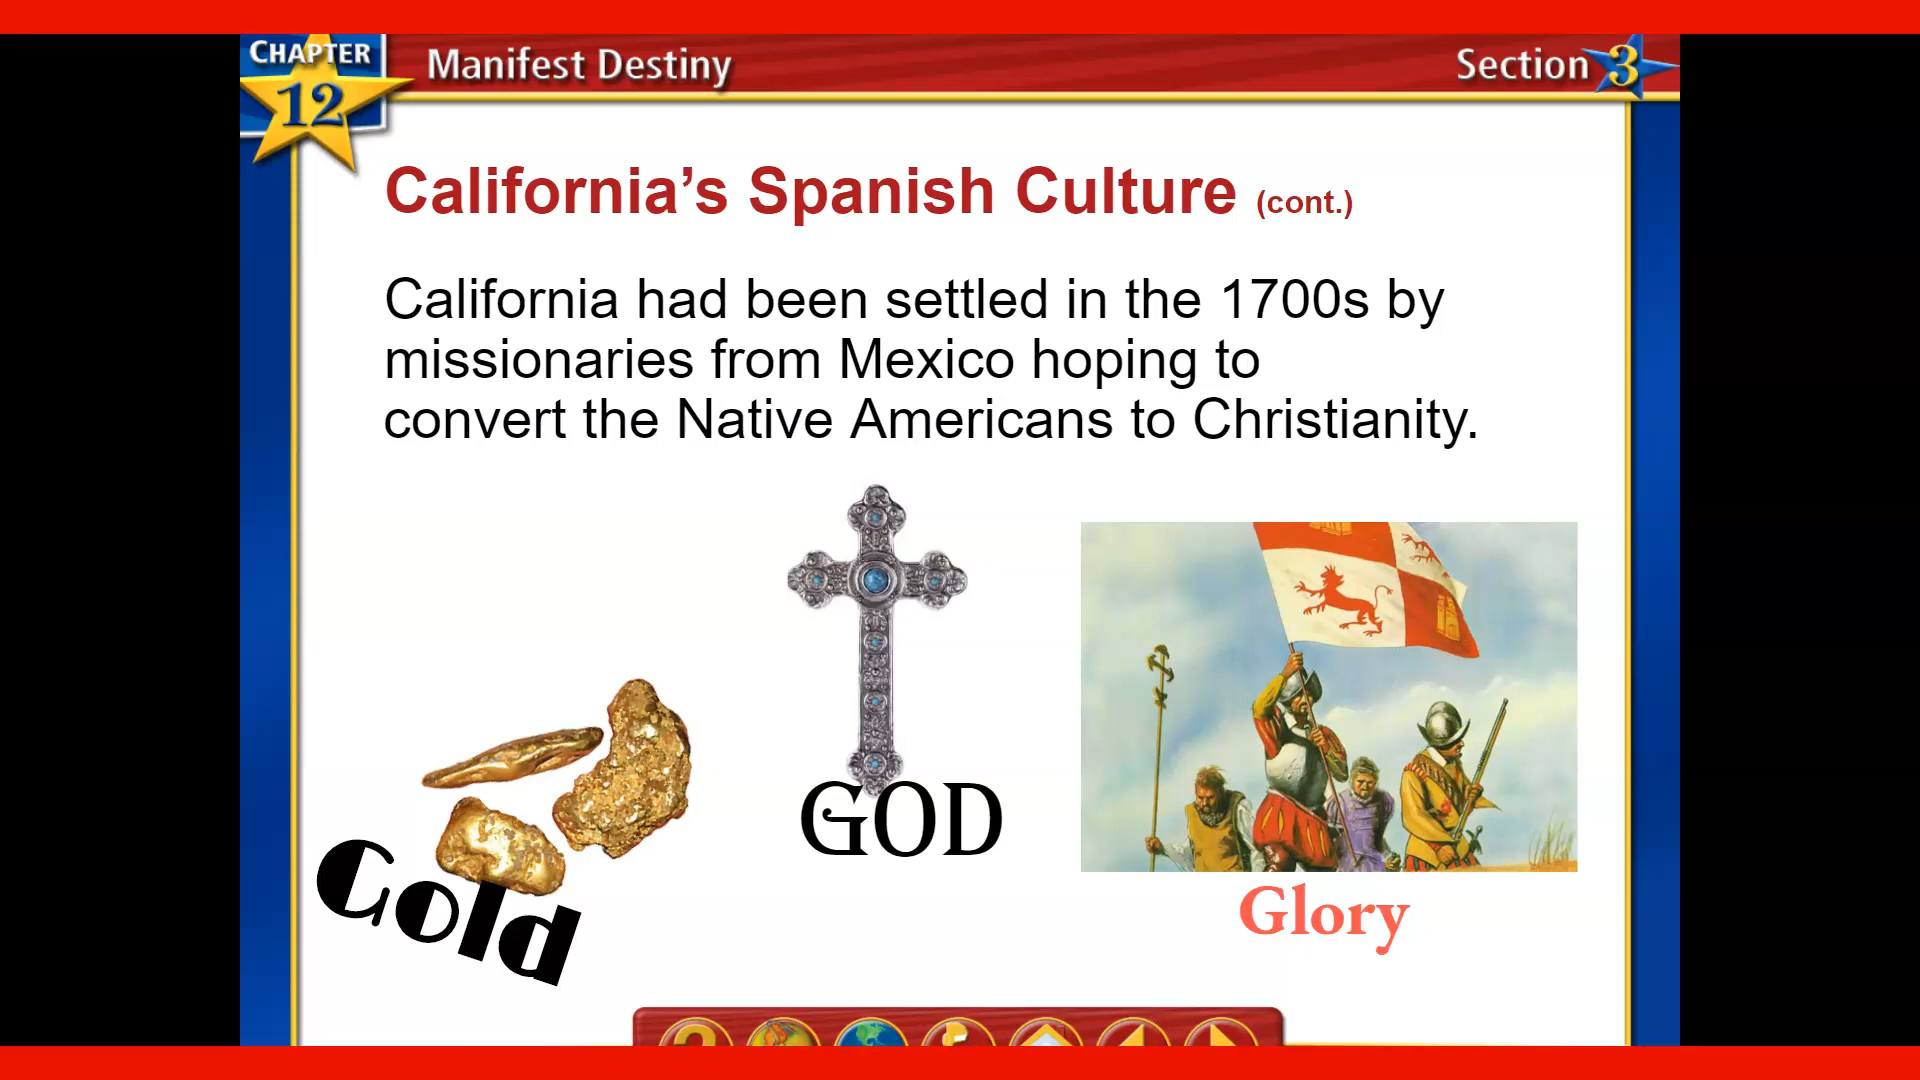 CHAPTER
12
Manifest Destiny
Section 3
California’s Spanish Culture (cont.)
California had been settled in the 1700s by
missionaries from Mexico hoping to
convert the Native Americans to Christianity.
Gold
GOD
Glory